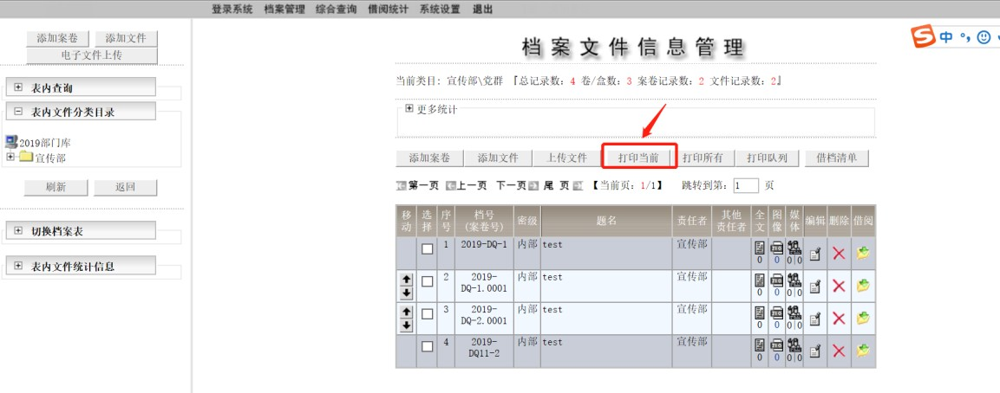 登录系统 档案管理 综合查询 借阅统计 系统设置 退出
添加案卷 添加文件
电子文件上传
表内查询
表内文件分类目录
2019部门库
宣传部
刷新 返回
切换档案表
表内文件统计信息
档案文件信息管理
中
当前类目: 宣传部\党群 『总记录数: 4 卷/盒数: 3 案卷记录数: 2 文件记录数: 2』
更多统计
添加案卷 添加文件 上传文件 打印当前 打印所有 打印队列 借档清单
第一页 上一页 下一页 尾 页 【当前页: 1/1】 跳转到第: 1 页
移动 选择 序号 档号(案卷号) 密级 题名 责任者 其他责任者 全文 图像 媒体 编辑 删除 借阅
1 2019-DQ-1 内部 test 宣传部 0 0 0|0
2 2019-DQ-1.0001 内部 test 宣传部 0 0 0|0
3 2019-DQ-2.0001 内部 test 宣传部 0 0 0|0
4 2019-DQ11-2 内部 test 宣传部 0 0 0|0